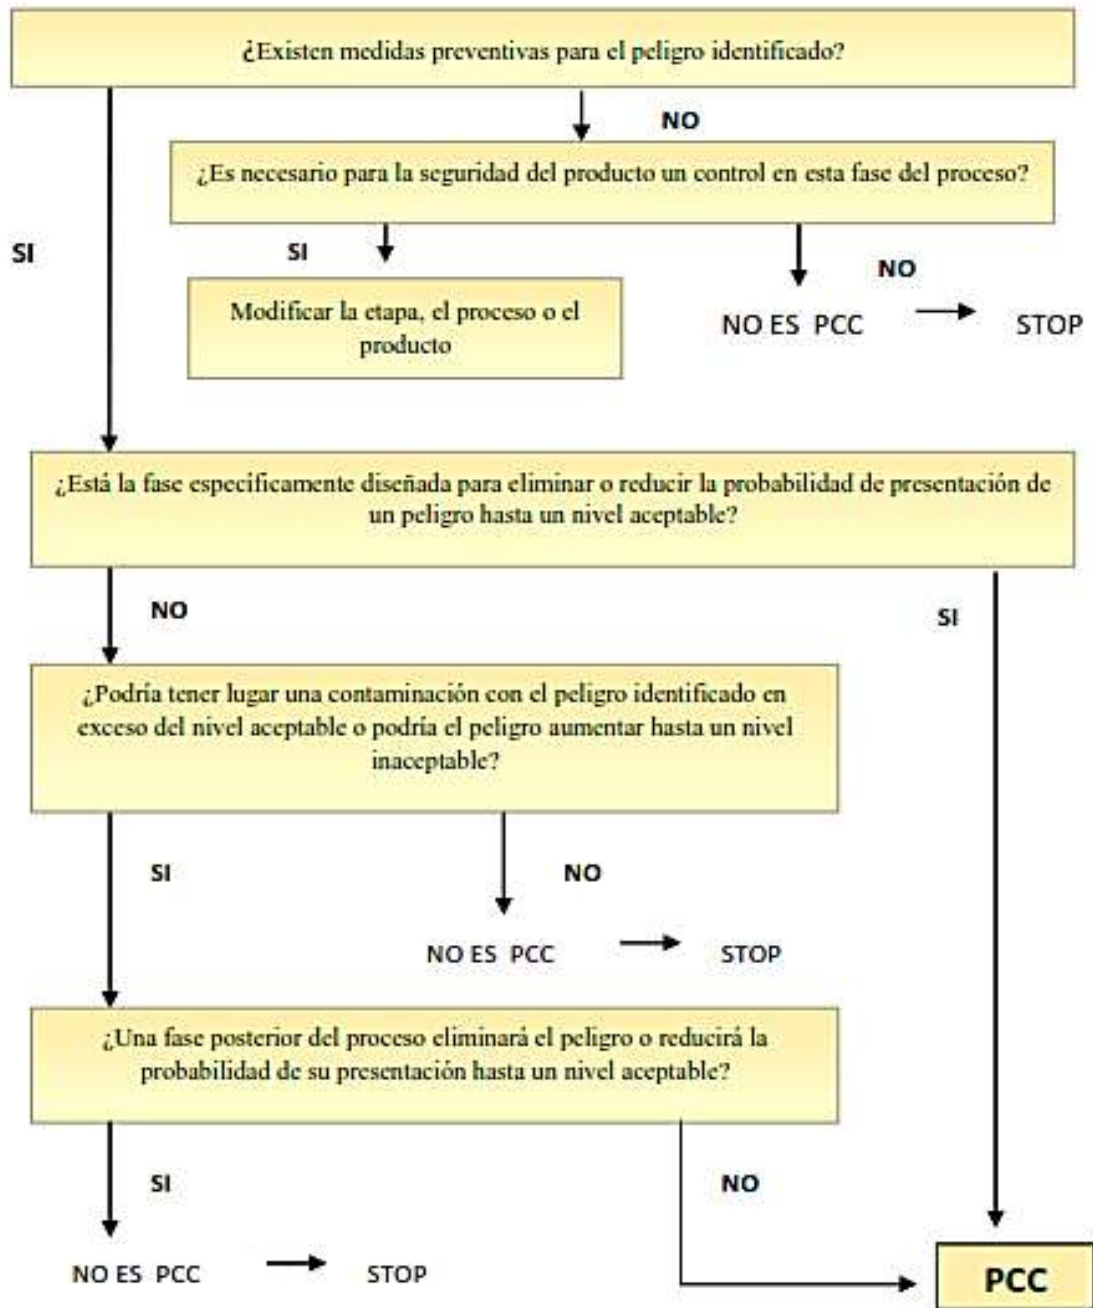 ¿Existen medidas preventivas para el peligro identificado?
NO
¿Es necesario para la seguridad del producto un control en esta fase del proceso?
SI
SI
NO
Modificar la etapa, el proceso o el
producto
NO ES PCC
STOP
¿Está la fase específicamente diseñada para eliminar o reducir la probabilidad de presentación de
un peligro hasta un nivel aceptable?
NO
SI
¿Podría tener lugar una contaminación con el peligro identificado en
exceso del nivel aceptable o podría el peligro aumentar hasta un nivel
inaceptable?
SI
NO
NO ES PCC
STOP
¿Una fase posterior del proceso eliminará el peligro o reducirá la
probabilidad de su presentación hasta un nivel aceptable?
SI
NO
NO ES PCC
STOP
PCC